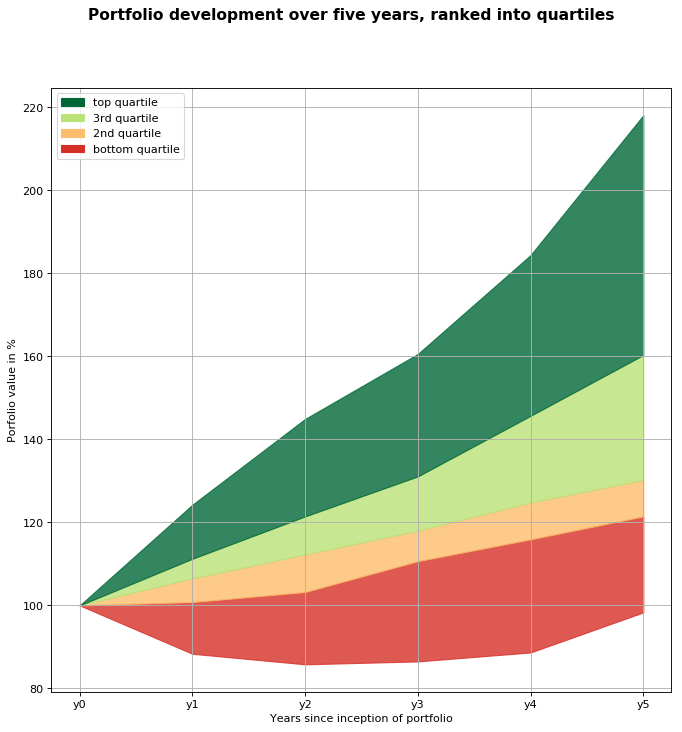 Portfolio development over five years, ranked into quartiles
top quartile
3rd quartile
2nd quartile
bottom quartile
220
200
180
160
140
120
100
80
Porfolio value in %
y0 y1 y2 y3 y4 y5
Years since inception of portfolio